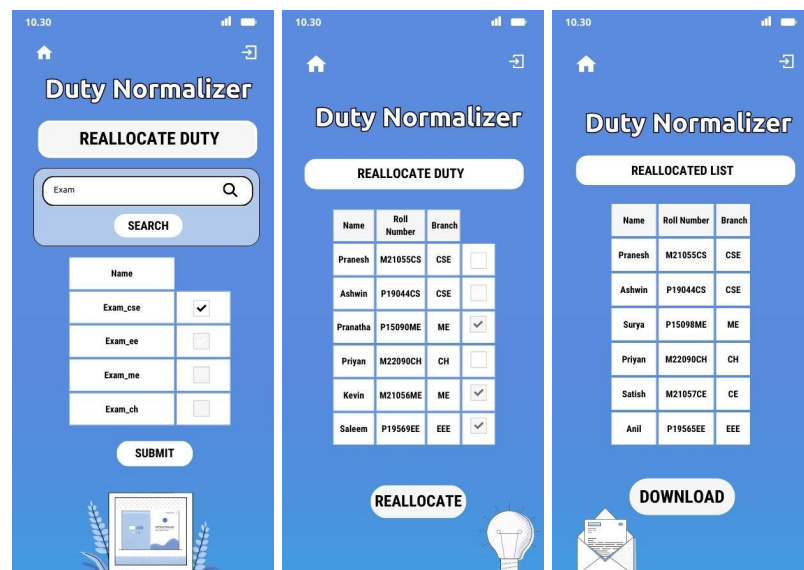 10.30
Duty Normalizer
REALLOCATE DUTY
Exam
SEARCH
Name
Exam_cse
Exam_ee
Exam_me
Exam_ch
SUBMIT
10.30
Duty Normalizer
REALLOCATE DUTY
Name Roll Number Branch
Pranesh M21055CS CSE
Ashwin P19044CS CSE
Pranatha P15090ME ME
Priyan M22090CH CH
Kevin M21056ME ME
Saleem P19569EE EEE
REALLOCATE
10.30
Duty Normalizer
REALLOCATED LIST
Name Roll Number Branch
Pranesh M21055CS CSE
Ashwin P19044CS CSE
Surya P15098ME ME
Priyan M22090CH CH
Satish M21057CE CE
Anil P19565EE EEE
DOWNLOAD